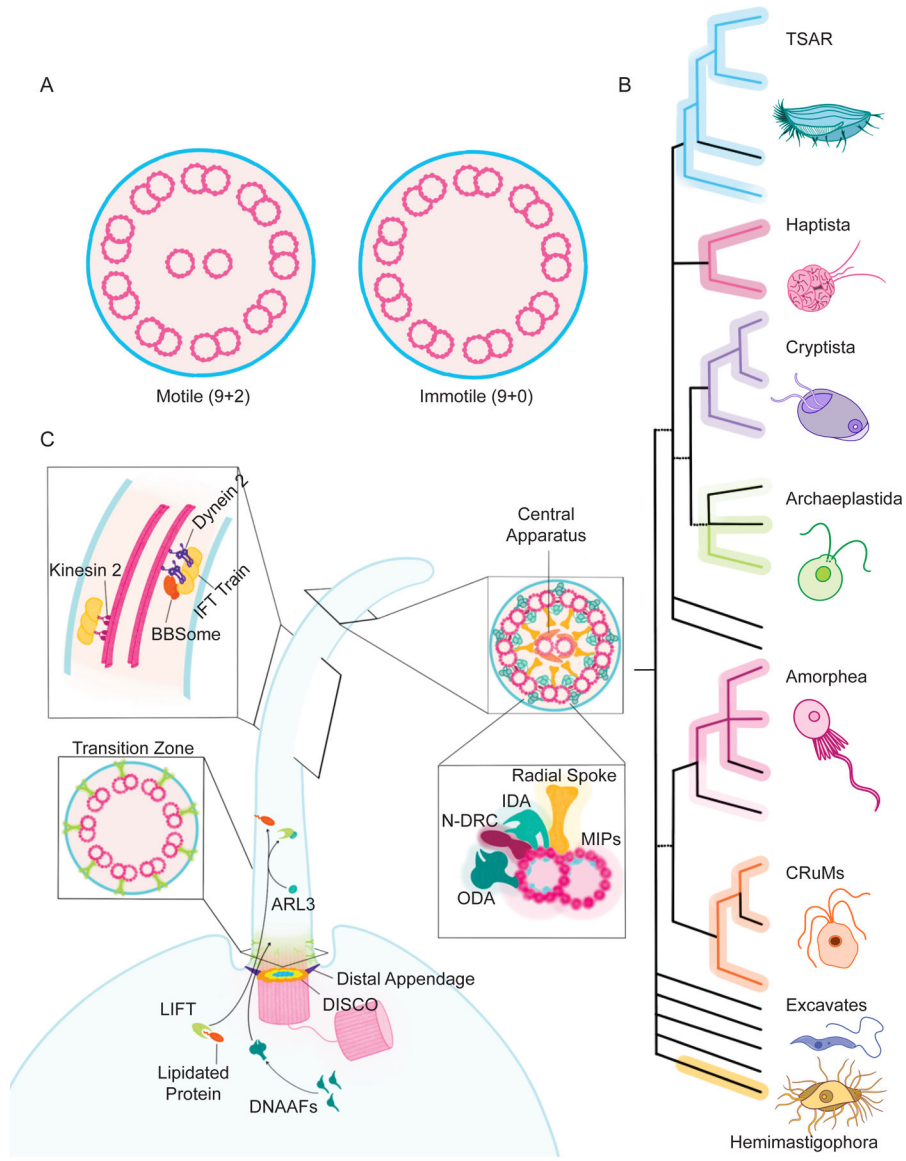 A
Motile (9+2)
Immotile (9+0)
B
TSAR
Haptista
Cryptista
Archaeplastida
Amorphea
CRuMs
Excavates
Hemimastigophora
C
Dynein 2
Kinesin 2
IFT Train
BBSome
Central
Apparatus
Transition Zone
Radial Spoke
IDA
N-DRC
MIPs
ODA
ARL3
Distal Appendage
DISCO
LIFT
Lipidated
Protein
DNAAFs